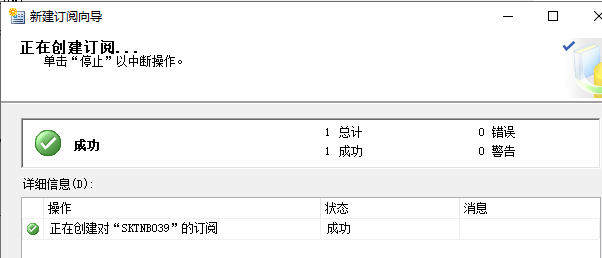 新建订阅向导
正在创建订阅...
单击“停止”以中断操作。
成功
1 总计
0 错误
1 成功
0 警告
详细信息(D):
操作 状态 消息
正在创建对“SKTNB039”的订阅 成功